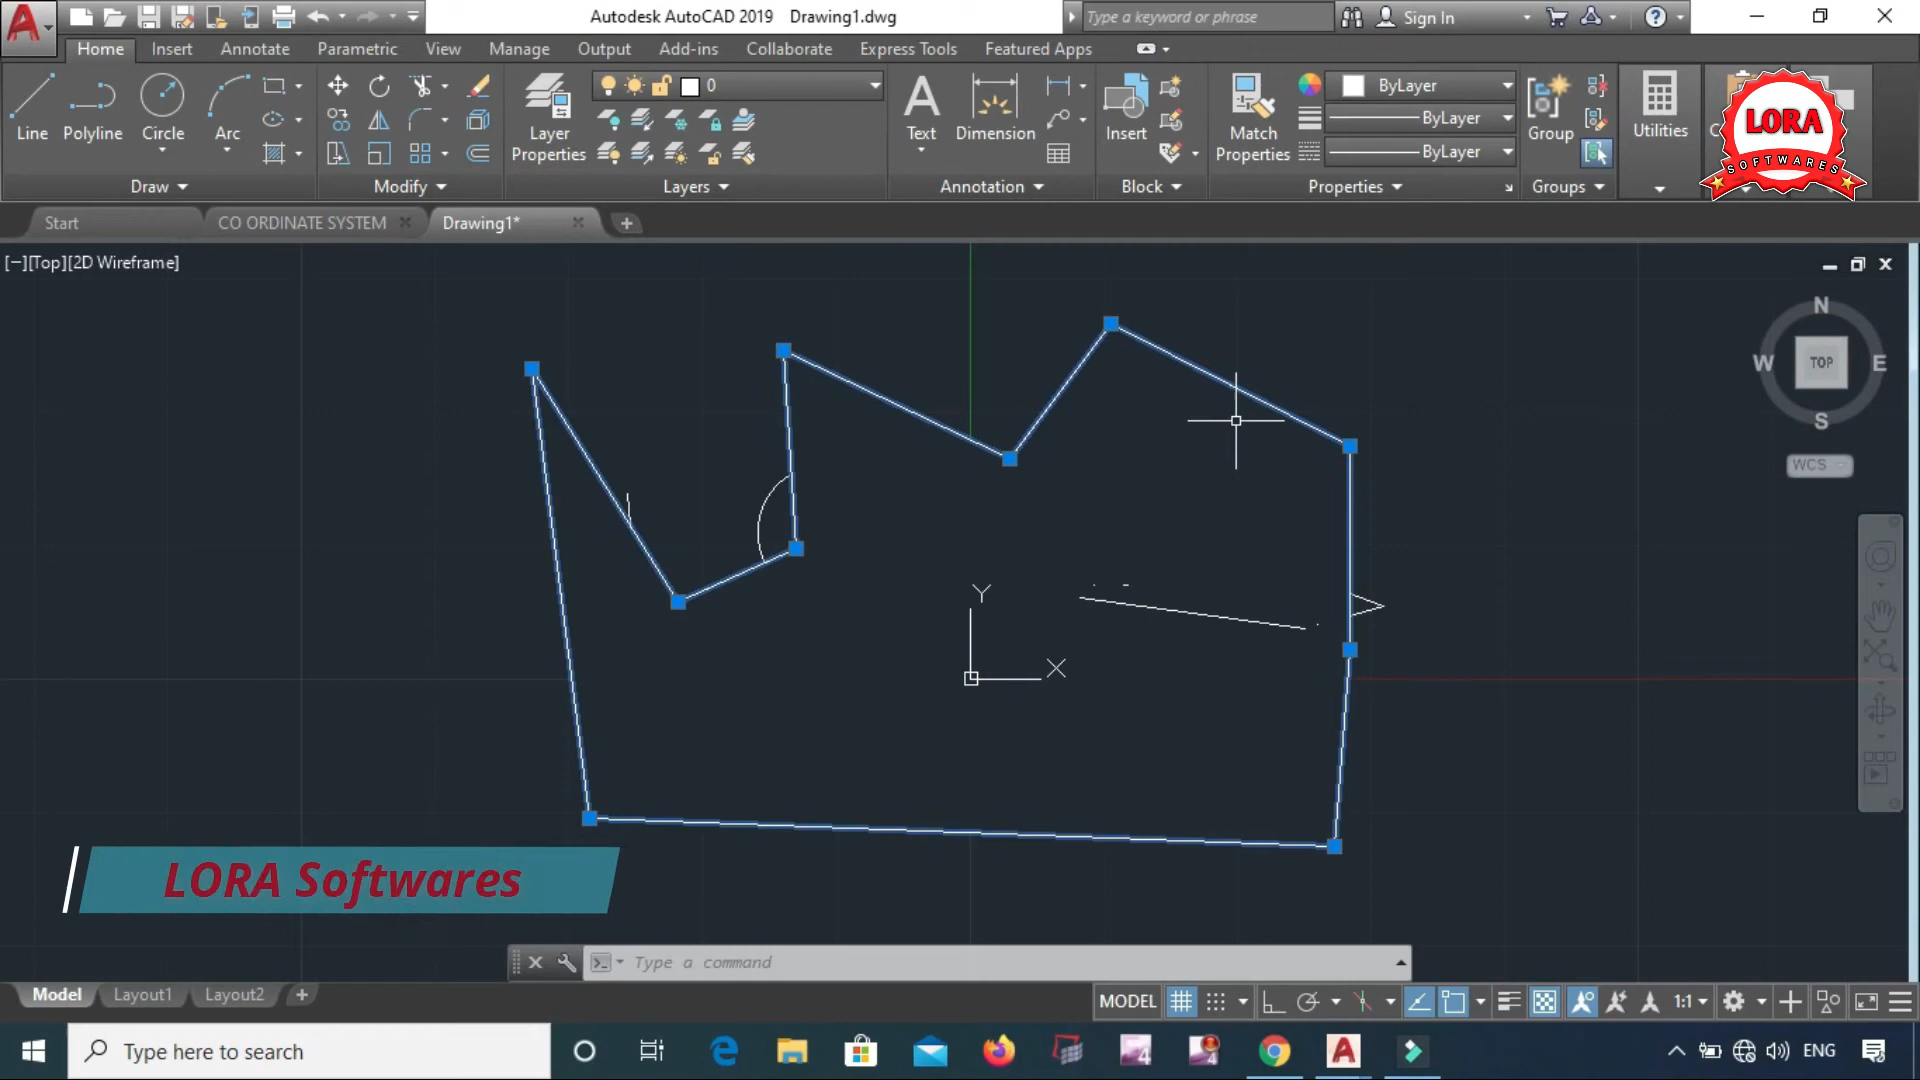 Autodesk AutoCAD 2019 Drawing1.dwg
Type a keyword or phrase
Sign In
Home Insert Annotate Parametric View Manage Output Add-ins Collaborate Express Tools Featured Apps
Line Polyline Circle Arc
Layer Properties
0
Text Dimension
Insert
Match Properties
ByLayer
ByLayer
ByLayer
Group
Utilities
LORA
SOFTWARES
Draw Modify Layers Annotation Block Properties Groups
Start CO ORDINATE SYSTEM Drawing1*
[−][Top][2D Wireframe]
N
W TOP E
S
WCS
Y
X
LORA Softwares
Type a command
Model Layout1 Layout2
MODEL 1:1
Type here to search
ENG